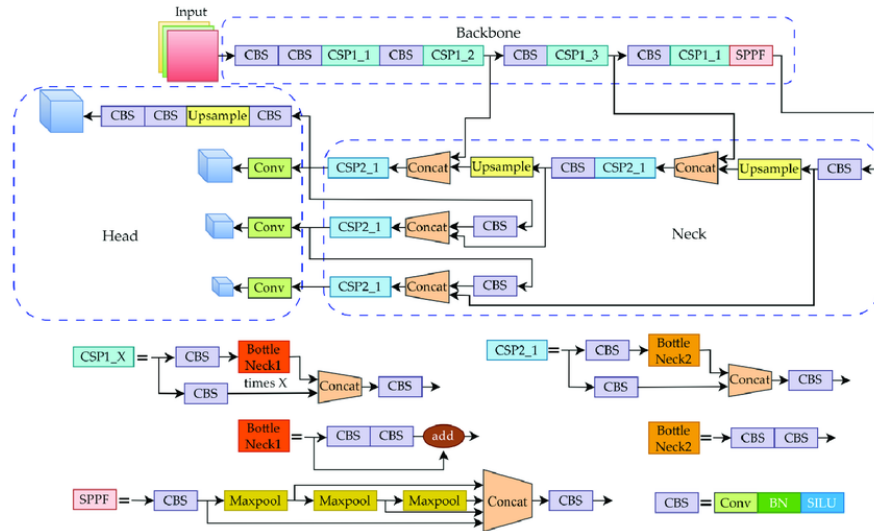 Input
Backbone
CBS CBS CSP1_1 CBS CSP1_2 CBS CSP1_3 CBS CSP1_1 SPPF
CBS CBS Upsample CBS
Conv CSP2_1 Concat Upsample CBS CSP2_1 Concat Upsample CBS
Head Conv CSP2_1 Concat CBS Neck
Conv CSP2_1 Concat CBS
CSP1_X = CBS Bottle Neck1
CBS times X Concat CBS
CSP2_1 = CBS Bottle Neck2
CBS Concat CBS
Bottle Neck1 = CBS CBS add
Bottle Neck2 = CBS CBS
SPPF = CBS Maxpool Maxpool Maxpool Concat CBS
CBS = Conv BN SILU